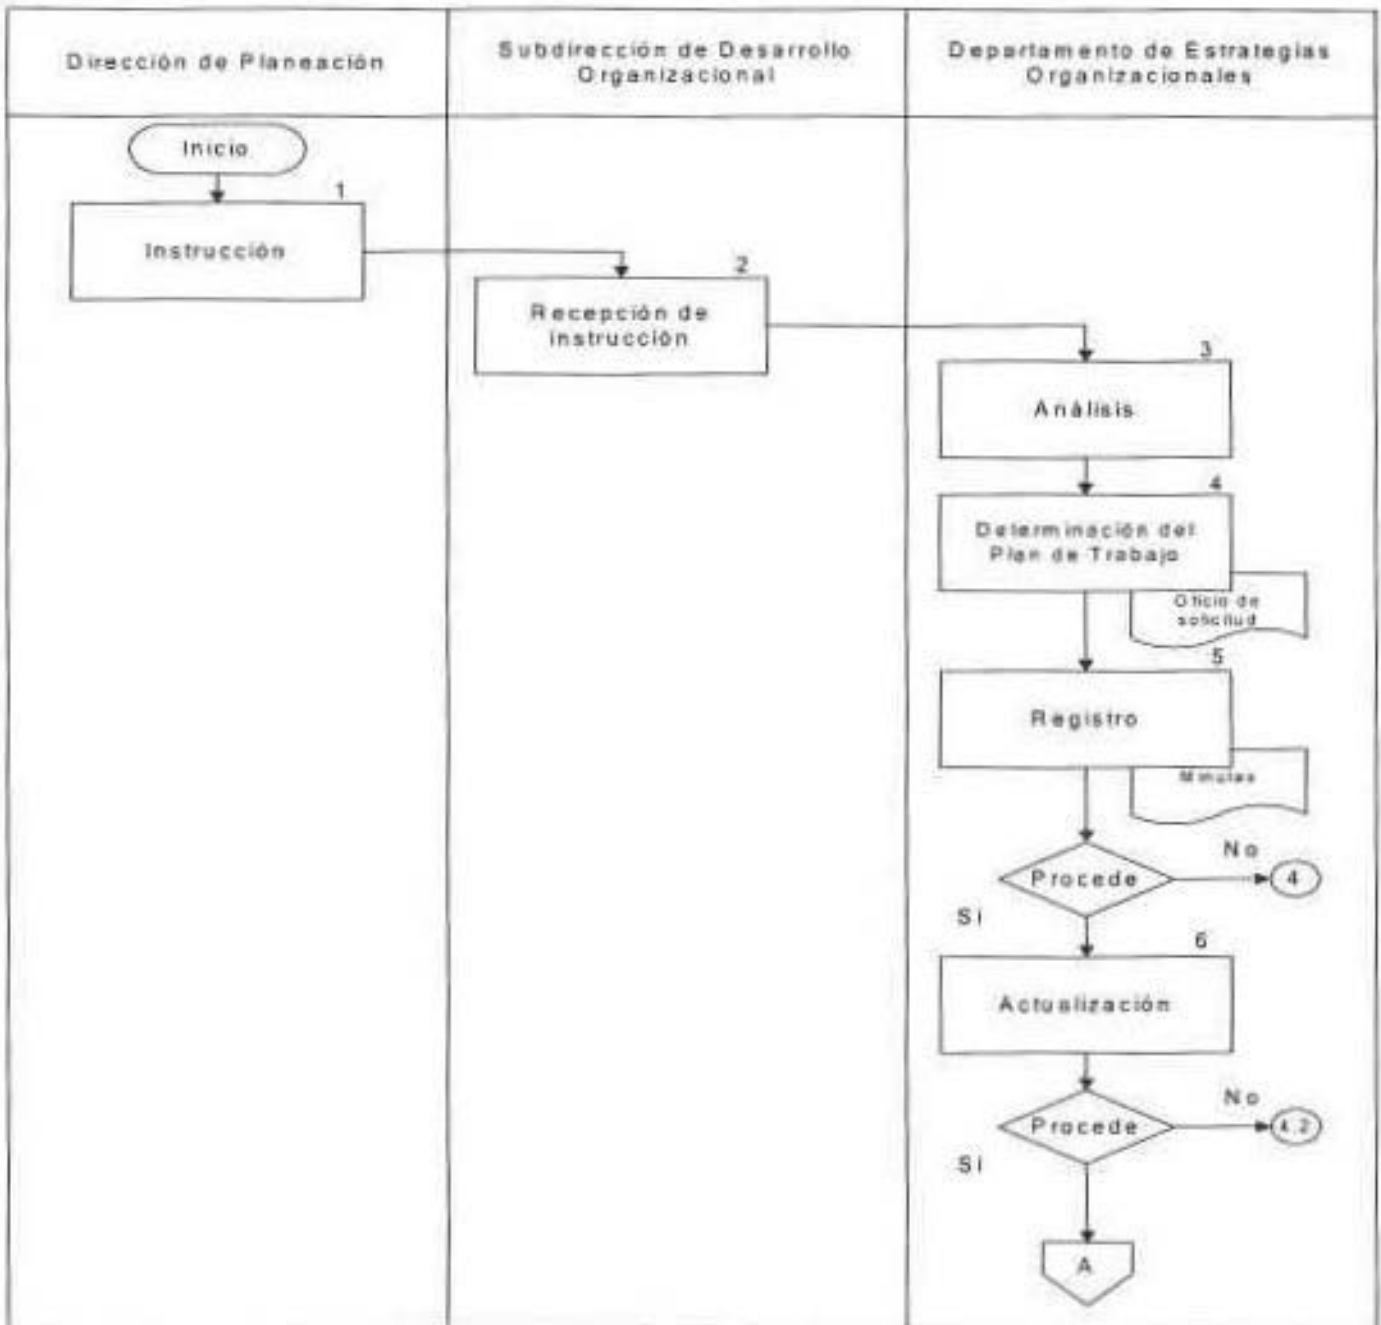 Dirección de Planeación
Subdirección de Desarrollo
Organizacional
Departamento de Estrategias
Organizacionales
Inicio
1
Instrucción
2
Recepción de
instrucción
3
Análisis
4
Determinación del
Plan de Trabajo
Oficio de
solicitud
5
Registro
Minutas
Procede
No
4
Si
6
Actualización
Procede
No
4.2
Si
A